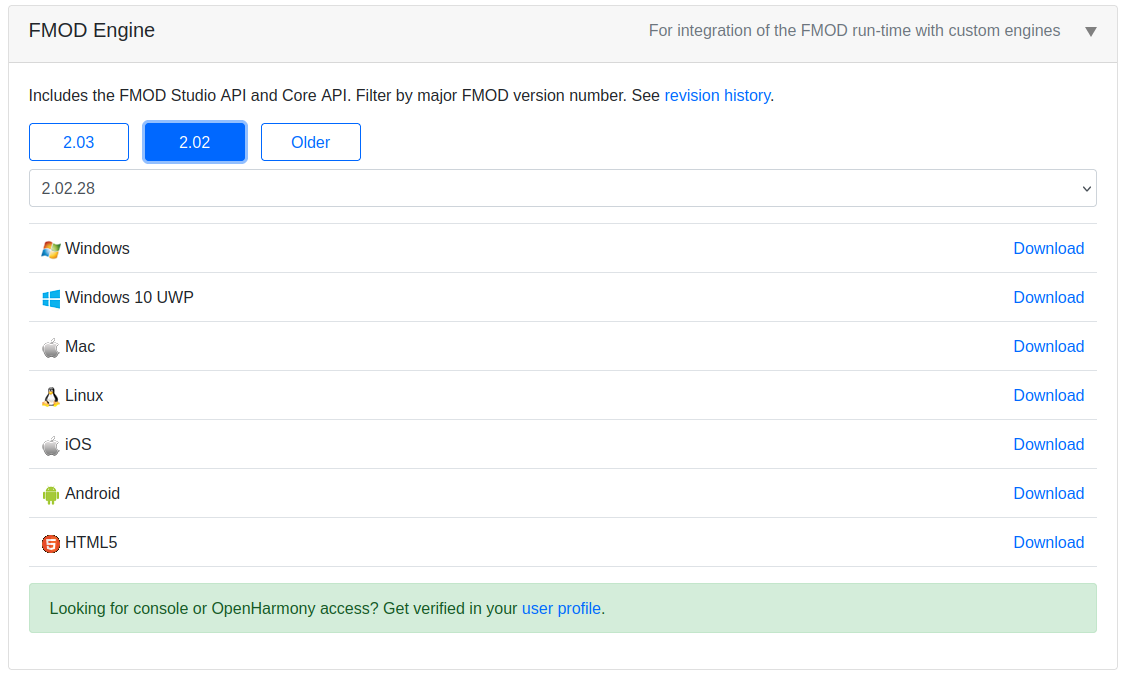 FMOD Engine For integration of the FMOD run-time with custom engines ▼
Includes the FMOD Studio API and Core API. Filter by major FMOD version number. See revision history.
2.03 2.02 Older
2.02.28
Windows Download
Windows 10 UWP Download
Mac Download
Linux Download
iOS Download
Android Download
HTML5 Download
Looking for console or OpenHarmony access? Get verified in your user profile.